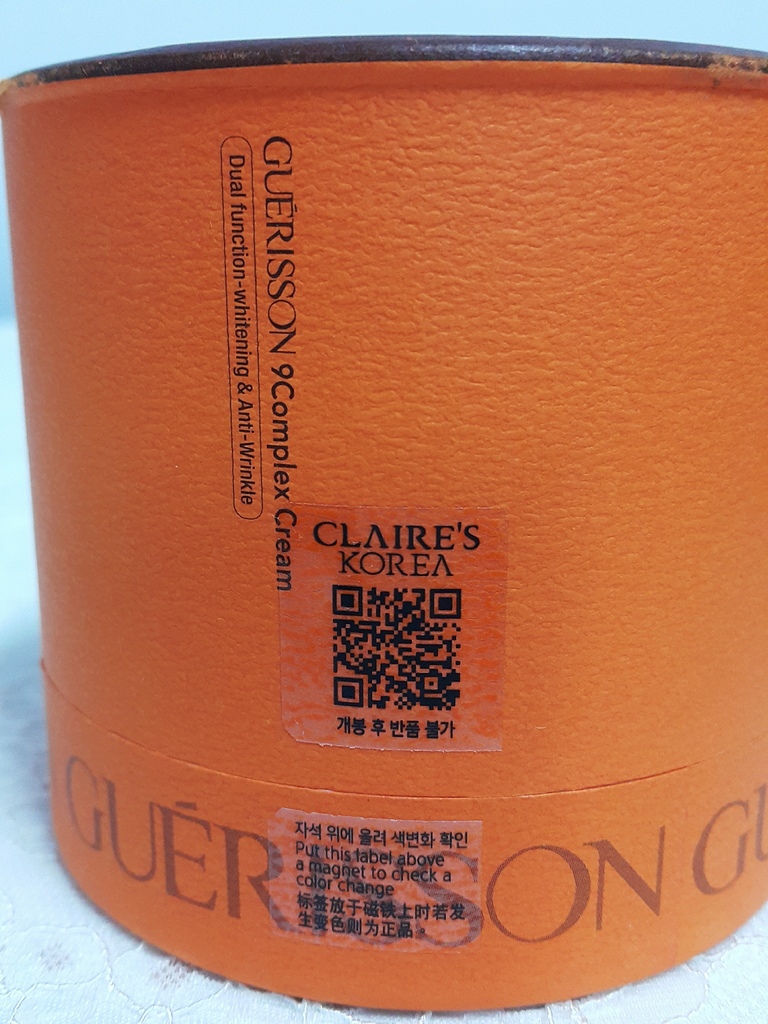 GUÉRISSON 9Complex Cream
Dual function-whitening & Anti-Wrinkle
CLAIRE'S
KOREA
개봉 후 반품 불가
GUÉRISSON GU
자석 위에 올려 색변화 확인
Put this label above
a magnet to check a
color change
标签放于磁铁上时若发
生变色则为正品。